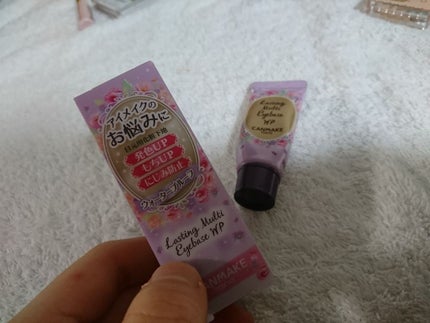 アイメイクの
お悩みに
目元用化粧下地
発色UP
もちUP
にじみ防止
ウォータープルーフ
Lasting Multi
Eyebase WP
CANMAKE
Lasting Multi
Eyebase
WP
CANMAKE